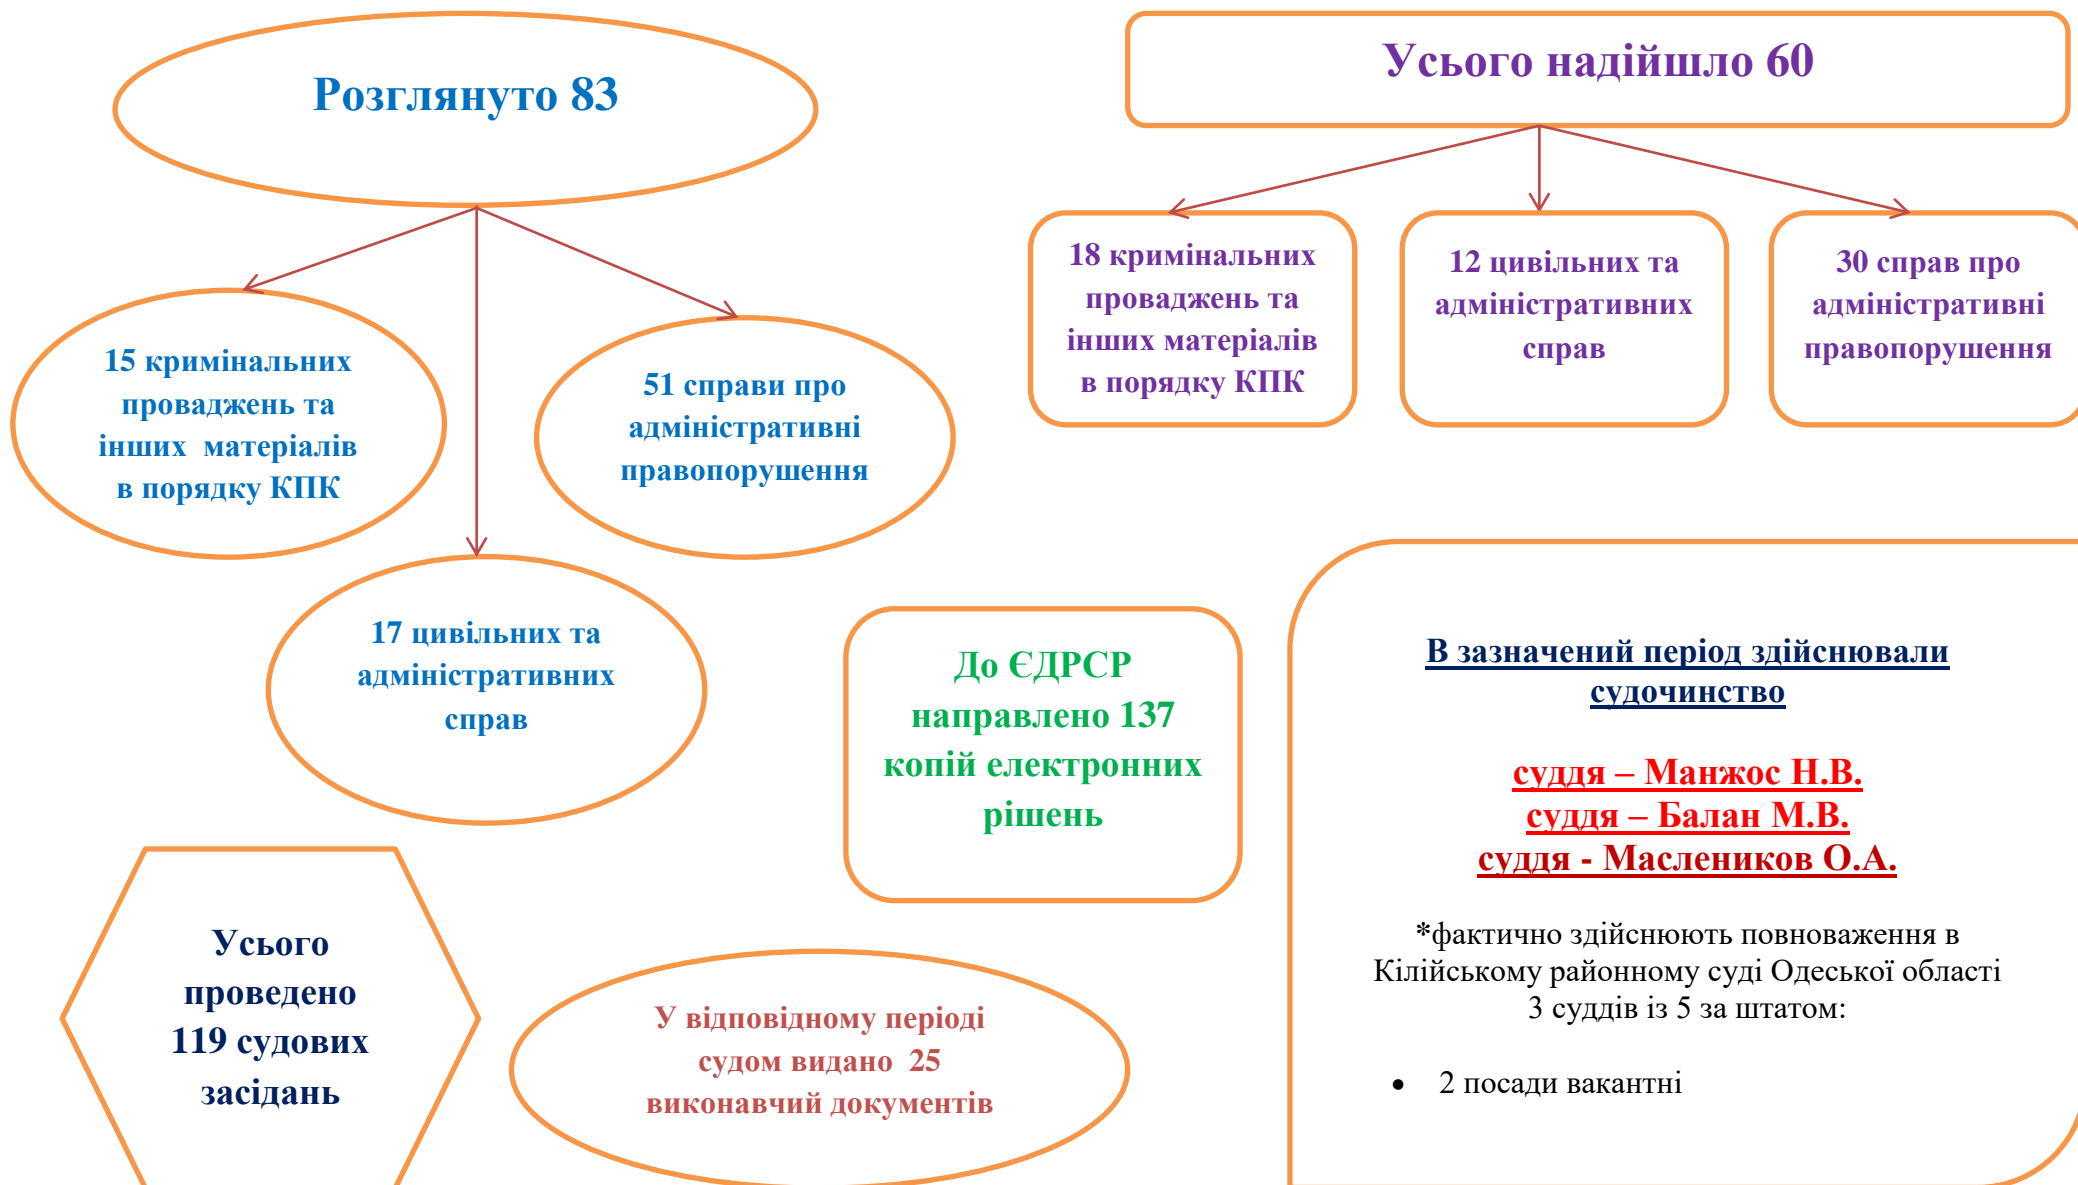 Розглянуто 83
Усього надійшло 60
15 кримінальних
проваджень та
інших  матеріалів
в порядку КПК
51 справи про
адміністративні
правопорушення
17 цивільних та
адміністративних
справ
18 кримінальних
проваджень та
інших матеріалів
в порядку КПК
12 цивільних та
адміністративних
справ
30 справ про
адміністративні
правопорушення
До ЄДРСР
направлено 137
копій електронних
рішень
В зазначений період здійснювали
судочинство
суддя – Манжос Н.В.
суддя – Балан М.В.
суддя - Маслеников О.А.
*фактично здійснюють повноваження в
Кілійському районному суді Одеської області
3 суддів із 5 за штатом:
• 2 посади вакантні
Усього
проведено
119 судових
засідань
У відповідному періоді
судом видано  25
виконавчий документів